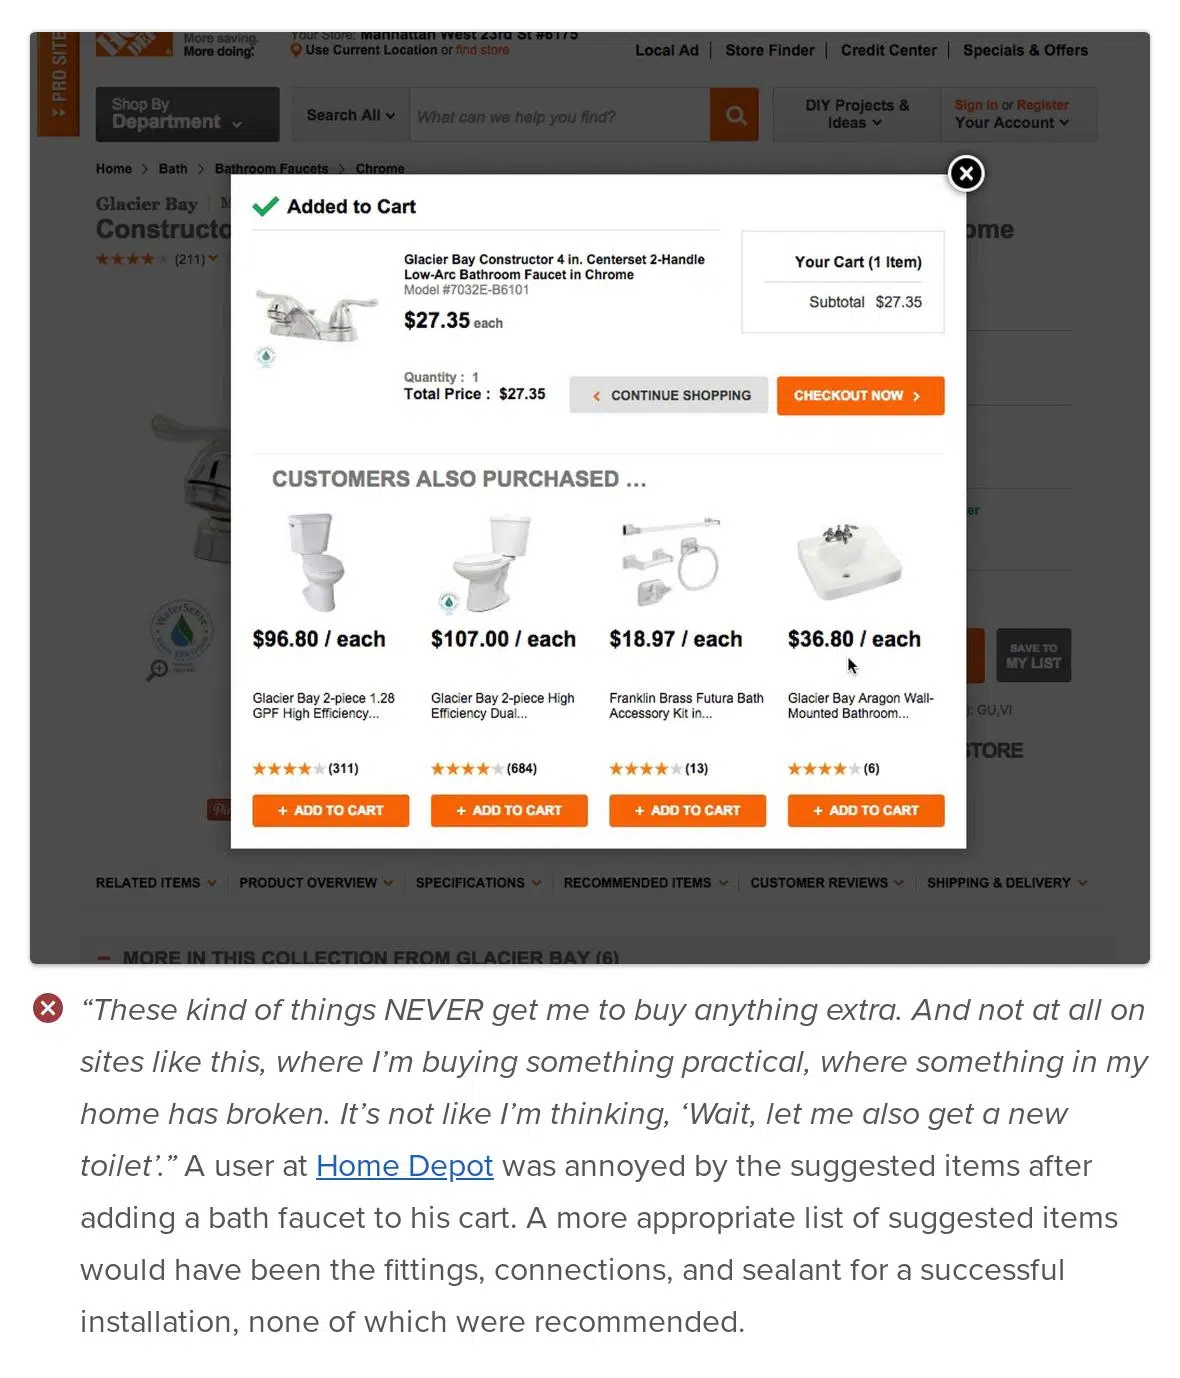 PRO SITE
More saving.
More doing.
Your Store: Manhattan West 23rd St #6175
Use Current Location or find store
Local Ad | Store Finder | Credit Center | Specials & Offers
Shop By
Department
Search All
What can we help you find?
DIY Projects &
Ideas
Sign In or Register
Your Account
Home > Bath > Bathroom Faucets > Chrome
Glacier Bay
Constructo
(211)
Added to Cart
Glacier Bay Constructor 4 in. Centerset 2-Handle
Low-Arc Bathroom Faucet in Chrome
Model #7032E-B6101
$27.35 each
Quantity : 1
Total Price : $27.35
Your Cart (1 Item)
Subtotal $27.35
CONTINUE SHOPPING
CHECKOUT NOW
CUSTOMERS ALSO PURCHASED ...
$96.80 / each
$107.00 / each
$18.97 / each
$36.80 / each
Glacier Bay 2-piece 1.28
GPF High Efficiency...
Glacier Bay 2-piece High
Efficiency Dual...
Franklin Brass Futura Bath
Accessory Kit in...
Glacier Bay Aragon Wall-
Mounted Bathroom...
(311)
(684)
(13)
(6)
+ ADD TO CART
+ ADD TO CART
+ ADD TO CART
+ ADD TO CART
WaterSense
SAVE TO
MY LIST
): GU,VI
STORE
RELATED ITEMS
PRODUCT OVERVIEW
SPECIFICATIONS
RECOMMENDED ITEMS
CUSTOMER REVIEWS
SHIPPING & DELIVERY
MORE IN THIS COLLECTION FROM GLACIER BAY (6)
“These kind of things NEVER get me to buy anything extra. And not at all on
sites like this, where I’m buying something practical, where something in my
home has broken. It’s not like I’m thinking, ‘Wait, let me also get a new
toilet’.” A user at Home Depot was annoyed by the suggested items after
adding a bath faucet to his cart. A more appropriate list of suggested items
would have been the fittings, connections, and sealant for a successful
installation, none of which were recommended.